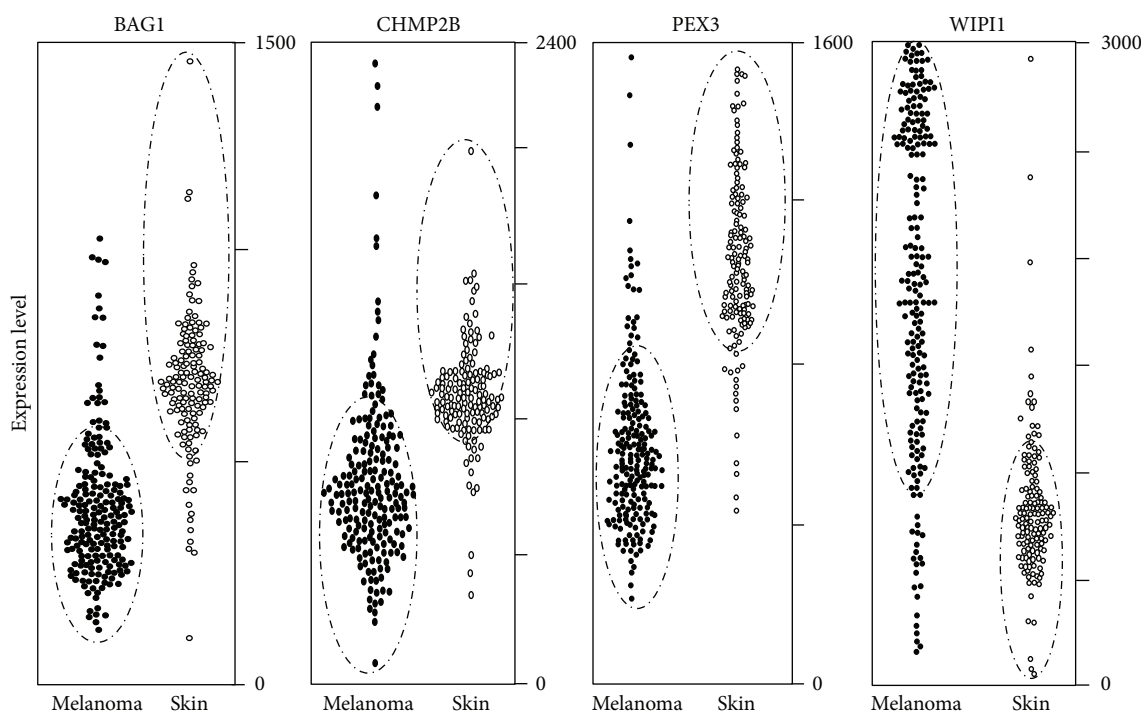 BAG1 CHMP2B PEX3 WIPI1
1500 2400 1600 3000
Expression level
0 0 0 0
Melanoma Skin Melanoma Skin Melanoma Skin Melanoma Skin